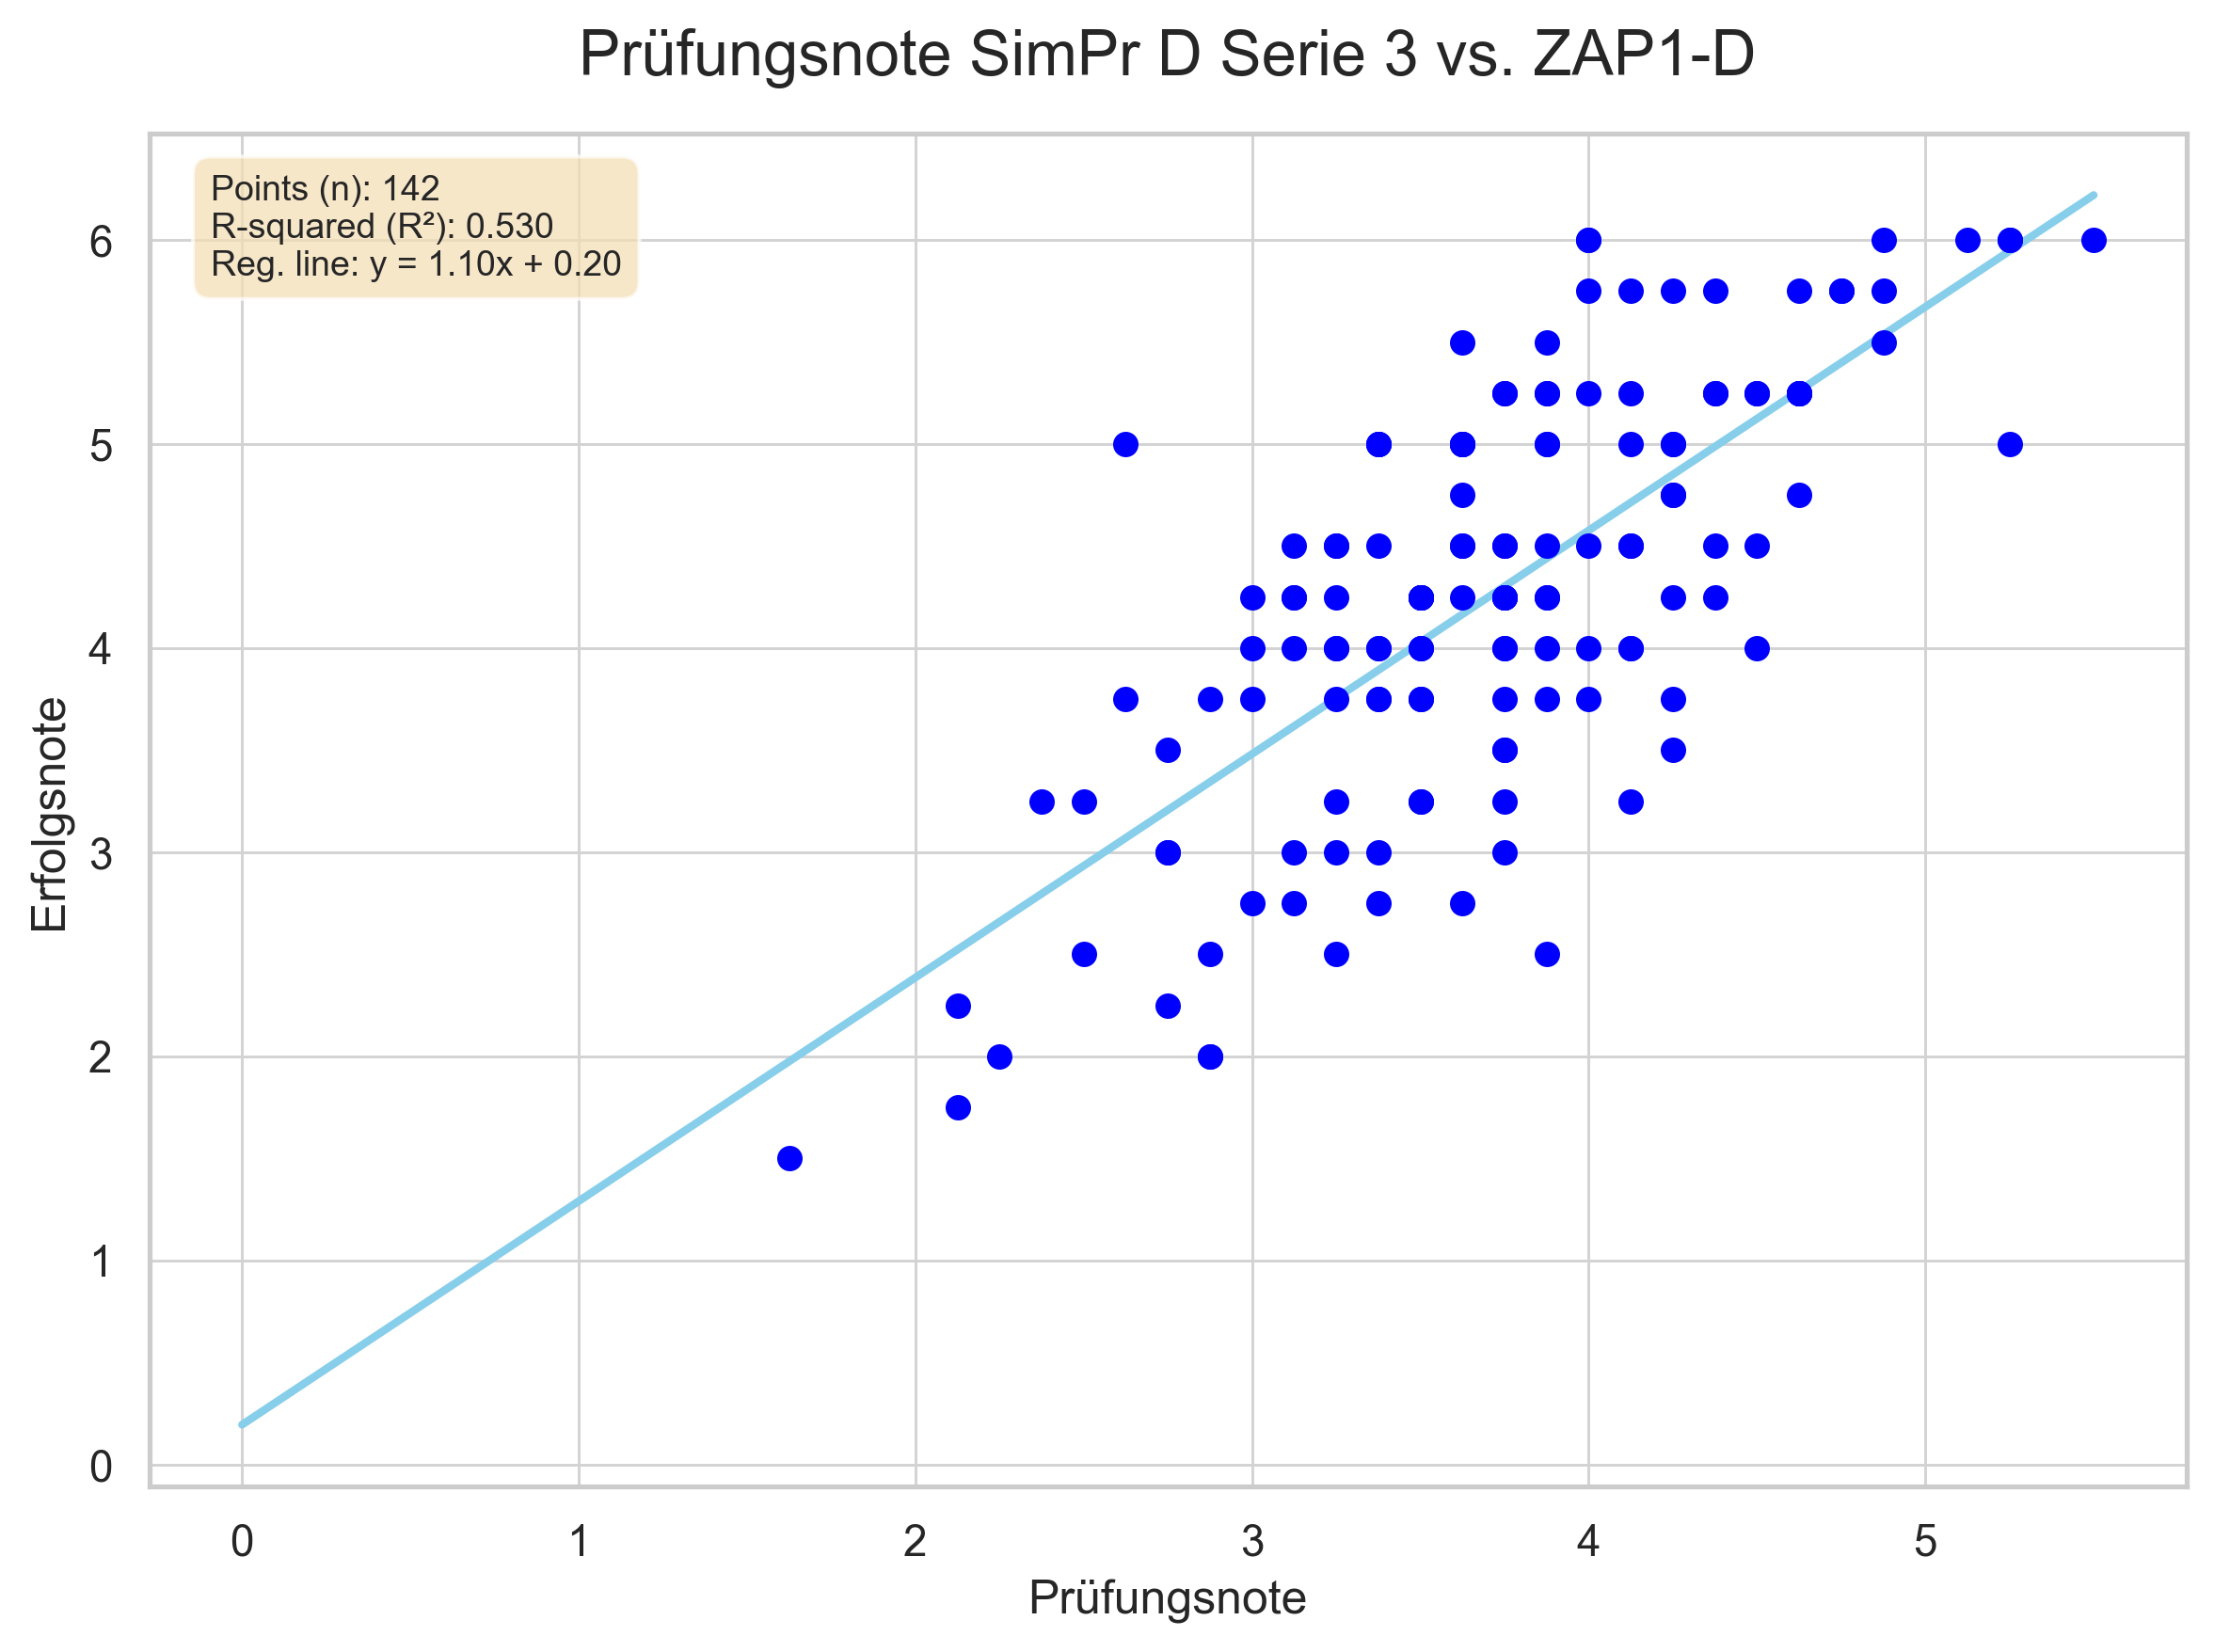 Prüfungsnote SimPr D Serie 3 vs. ZAP1-D
Points (n): 142
R-squared (R²): 0.530
Reg. line: y = 1.10x + 0.20
6
5
4
3
2
1
0
Erfolgsnote
0 1 2 3 4 5
Prüfungsnote